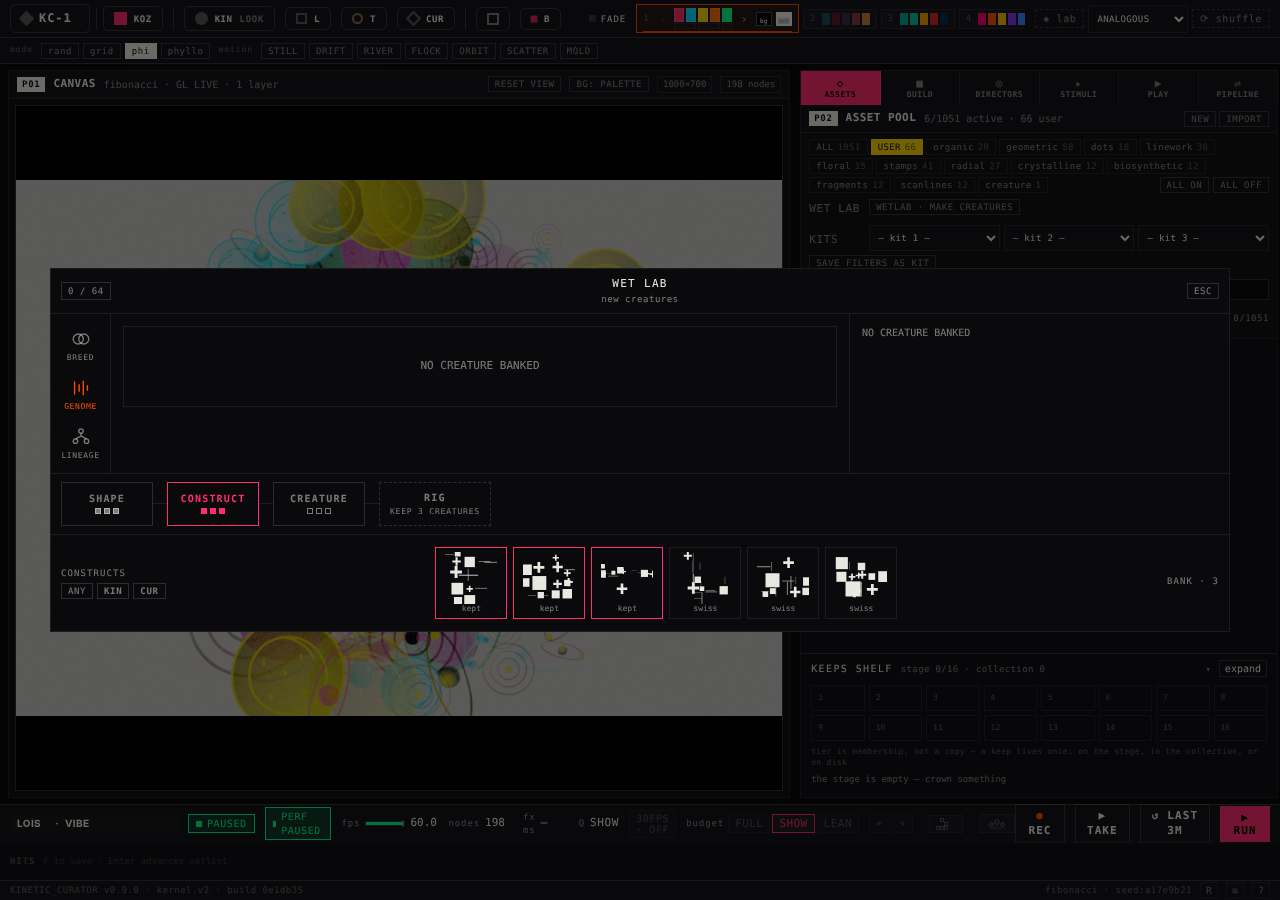 KC-1 KOZ KIN LOOK L T CUR B FADE 1 bg 2 3 4 lab ANALOGOUS shuffle
mode rand grid phi phyllo motion STILL DRIFT RIVER FLOCK ORBIT SCATTER MOLD
P01 CANVAS fibonacci · GL LIVE · 1 layer RESET VIEW BG: PALETTE 1000×700 198 nodes
ASSETS BUILD DIRECTORS STIMULI PLAY PIPELINE
P02 ASSET POOL 6/1051 active · 66 user NEW IMPORT
ALL 1051 USER 66 organic 20 geometric 58 dots 18 linework 38
floral 15 stamps 41 radial 27 crystalline 12 biosynthetic 12
fragments 12 scanlines 12 creature 1 ALL ON ALL OFF
WET LAB WETLAB · MAKE CREATURES
KITS — kit 1 — — kit 2 — — kit 3 —
SAVE FILTERS AS KIT
0/1051
0 / 64 WET LAB ESC
new creatures
BREED
GENOME
LINEAGE
NO CREATURE BANKED
NO CREATURE BANKED
SHAPE CONSTRUCT CREATURE RIG
KEEP 3 CREATURES
CONSTRUCTS
ANY KIN CUR
kept kept kept swiss swiss swiss
BANK · 3
KEEPS SHELF stage 0/16 · collection 0 expand
1 2 3 4 5 6 7 8
9 10 11 12 13 14 15 16
tier is membership, not a copy — a keep lives once: on the stage, in the collection, or
on disk
the stage is empty — crown something
LOIS · VIBE PAUSED PERF PAUSED fps 60.0 nodes 198 fx ms — Q SHOW 30FPS · OFF budget FULL SHOW LEAN REC TAKE LAST 3M RUN
HITS F to save · Enter advances setlist
KINETIC_CURATOR v0.9.0 · kernel.v2 · build 0e1db35 fibonacci · seed:a17e9b21 R ≡ ?